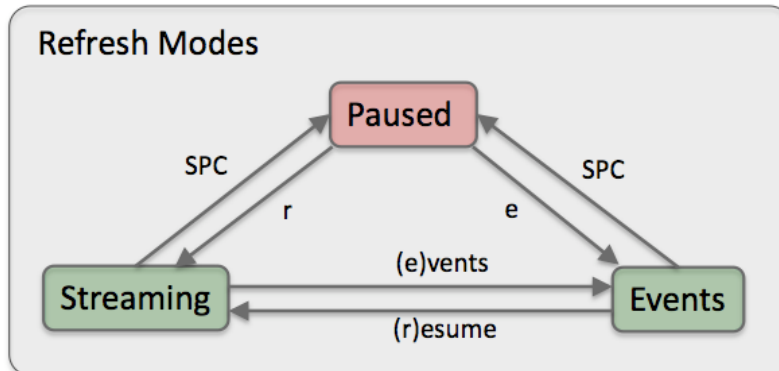 Refresh Modes
Paused
SPC
SPC
r
e
(e)vents
Streaming
Events
(r)esume